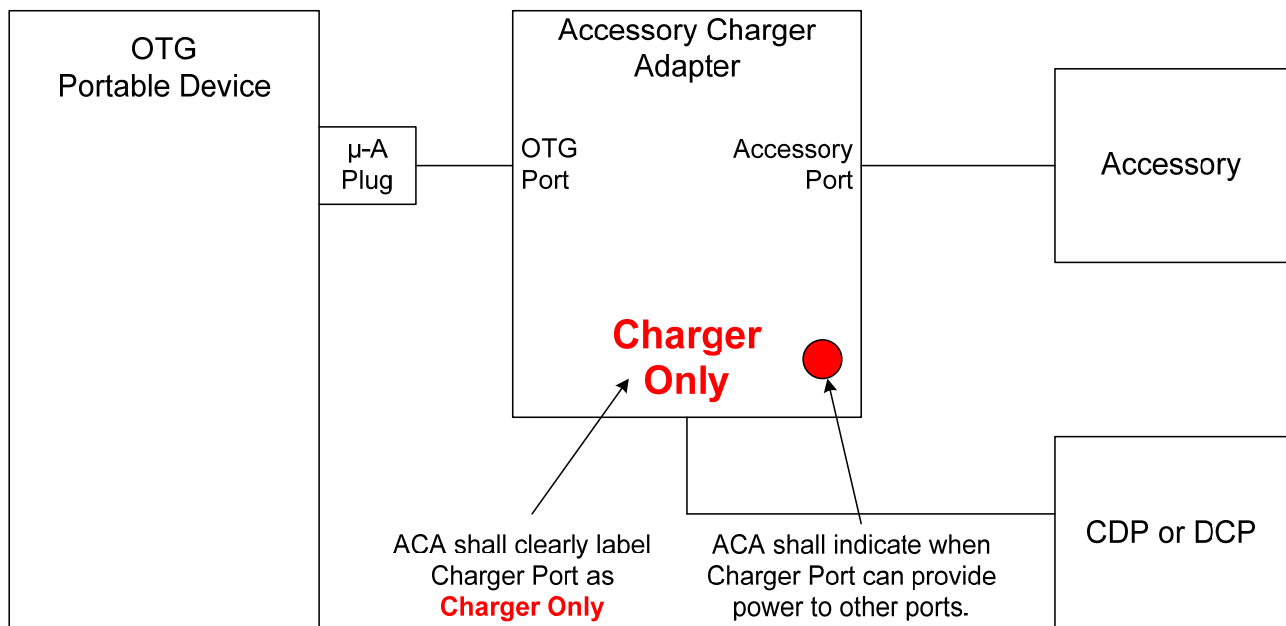 OTG
Portable Device
µ-A
Plug
Accessory Charger
Adapter
OTG
Port
Accessory
Port
Charger
Only
Accessory
CDP or DCP
ACA shall clearly label
Charger Port as
Charger Only
ACA shall indicate when
Charger Port can provide
power to other ports.